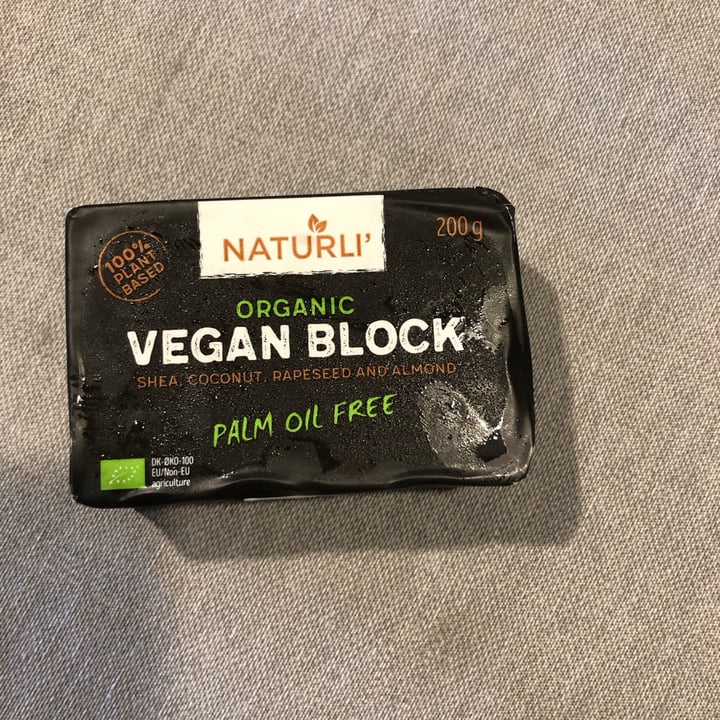 NATURLI'
200 g
100%
PLANT
BASED
ORGANIC
VEGAN BLOCK
SHEA, COCONUT, RAPESEED AND ALMOND
PALM OIL FREE
DK-ØKO-100
EU/Non-EU
agriculture